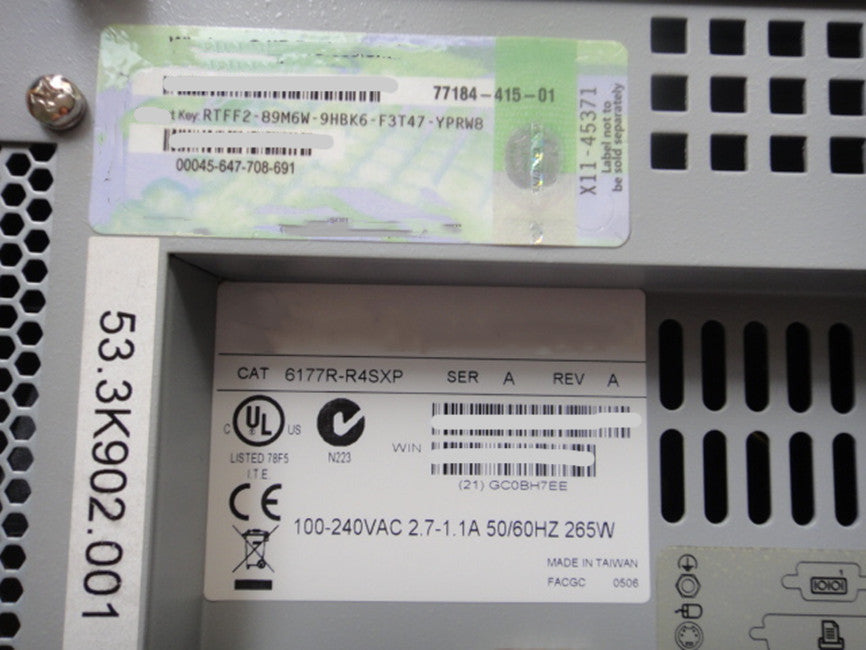 77184-415-01
t Key: RTFF2-89M6W-9HBK6-F3T47-YPRW8
00045-647-708-691
X11-45371
Label not to
be sold separately
53.3K902.001
CAT 6177R-R4SXP SER A REV A
C UL US
LISTED 78F5
I.T.E.
N223
WIN
(21) GC0BH7EE
CE
100-240VAC 2.7-1.1A 50/60HZ 265W
MADE IN TAIWAN
FACGC 0506
1
IOIOI